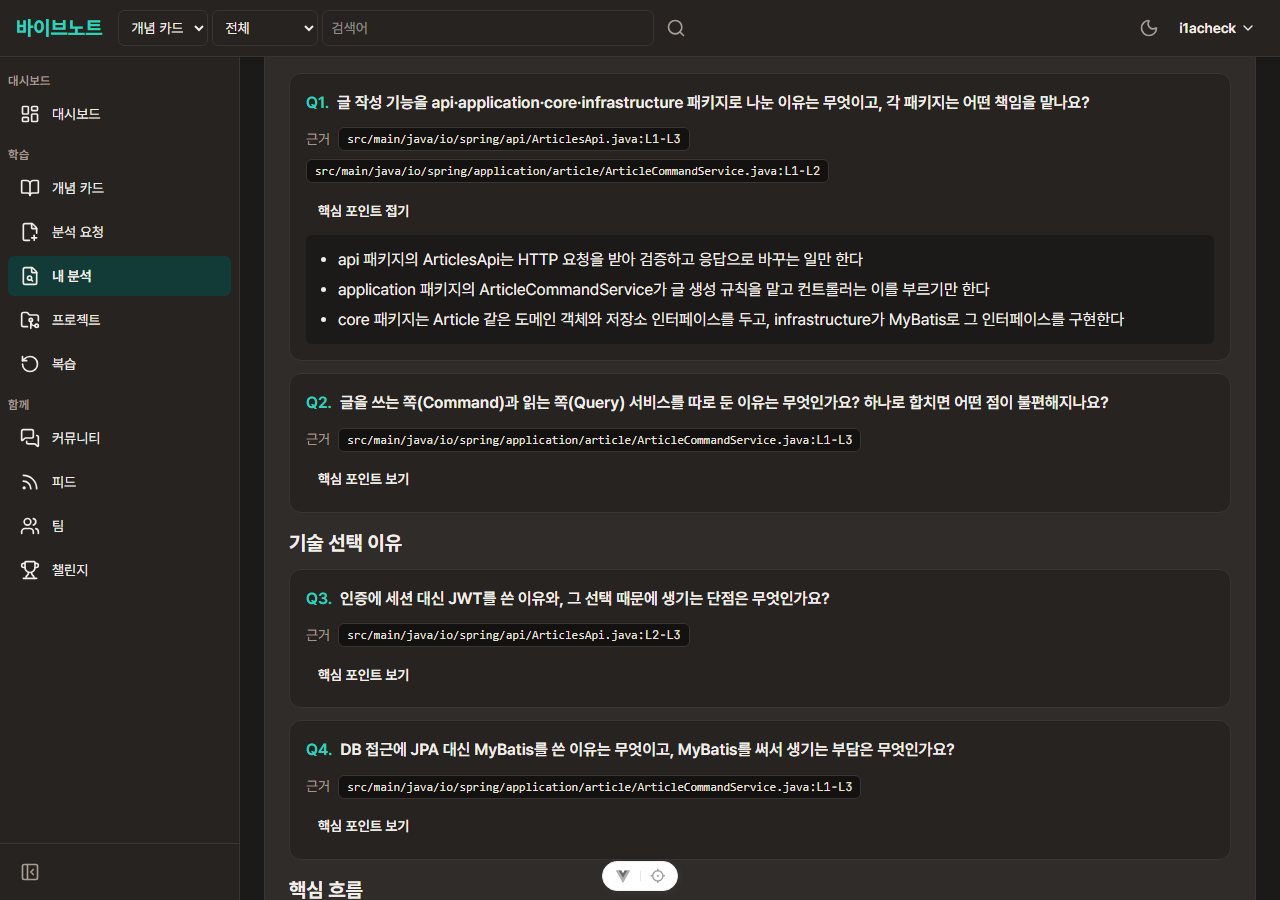 바이브노트 개념 카드 전체 검색어 i1acheck
대시보드
대시보드
학습
개념 카드
분석 요청
내 분석
프로젝트
복습
함께
커뮤니티
피드
팀
챌린지
Q1. 글 작성 기능을 api·application·core·infrastructure 패키지로 나눈 이유는 무엇이고, 각 패키지는 어떤 책임을 맡나요?
근거 src/main/java/io/spring/api/ArticlesApi.java:L1-L3
src/main/java/io/spring/application/article/ArticleCommandService.java:L1-L2
핵심 포인트 접기
• api 패키지의 ArticlesApi는 HTTP 요청을 받아 검증하고 응답으로 바꾸는 일만 한다
• application 패키지의 ArticleCommandService가 글 생성 규칙을 맡고 컨트롤러는 이를 부르기만 한다
• core 패키지는 Article 같은 도메인 객체와 저장소 인터페이스를 두고, infrastructure가 MyBatis로 그 인터페이스를 구현한다
Q2. 글을 쓰는 쪽(Command)과 읽는 쪽(Query) 서비스를 따로 둔 이유는 무엇인가요? 하나로 합치면 어떤 점이 불편해지나요?
근거 src/main/java/io/spring/application/article/ArticleCommandService.java:L1-L3
핵심 포인트 보기
기술 선택 이유
Q3. 인증에 세션 대신 JWT를 쓴 이유와, 그 선택 때문에 생기는 단점은 무엇인가요?
근거 src/main/java/io/spring/api/ArticlesApi.java:L2-L3
핵심 포인트 보기
Q4. DB 접근에 JPA 대신 MyBatis를 쓴 이유는 무엇이고, MyBatis를 써서 생기는 부담은 무엇인가요?
근거 src/main/java/io/spring/application/article/ArticleCommandService.java:L1-L3
핵심 포인트 보기
핵심 흐름